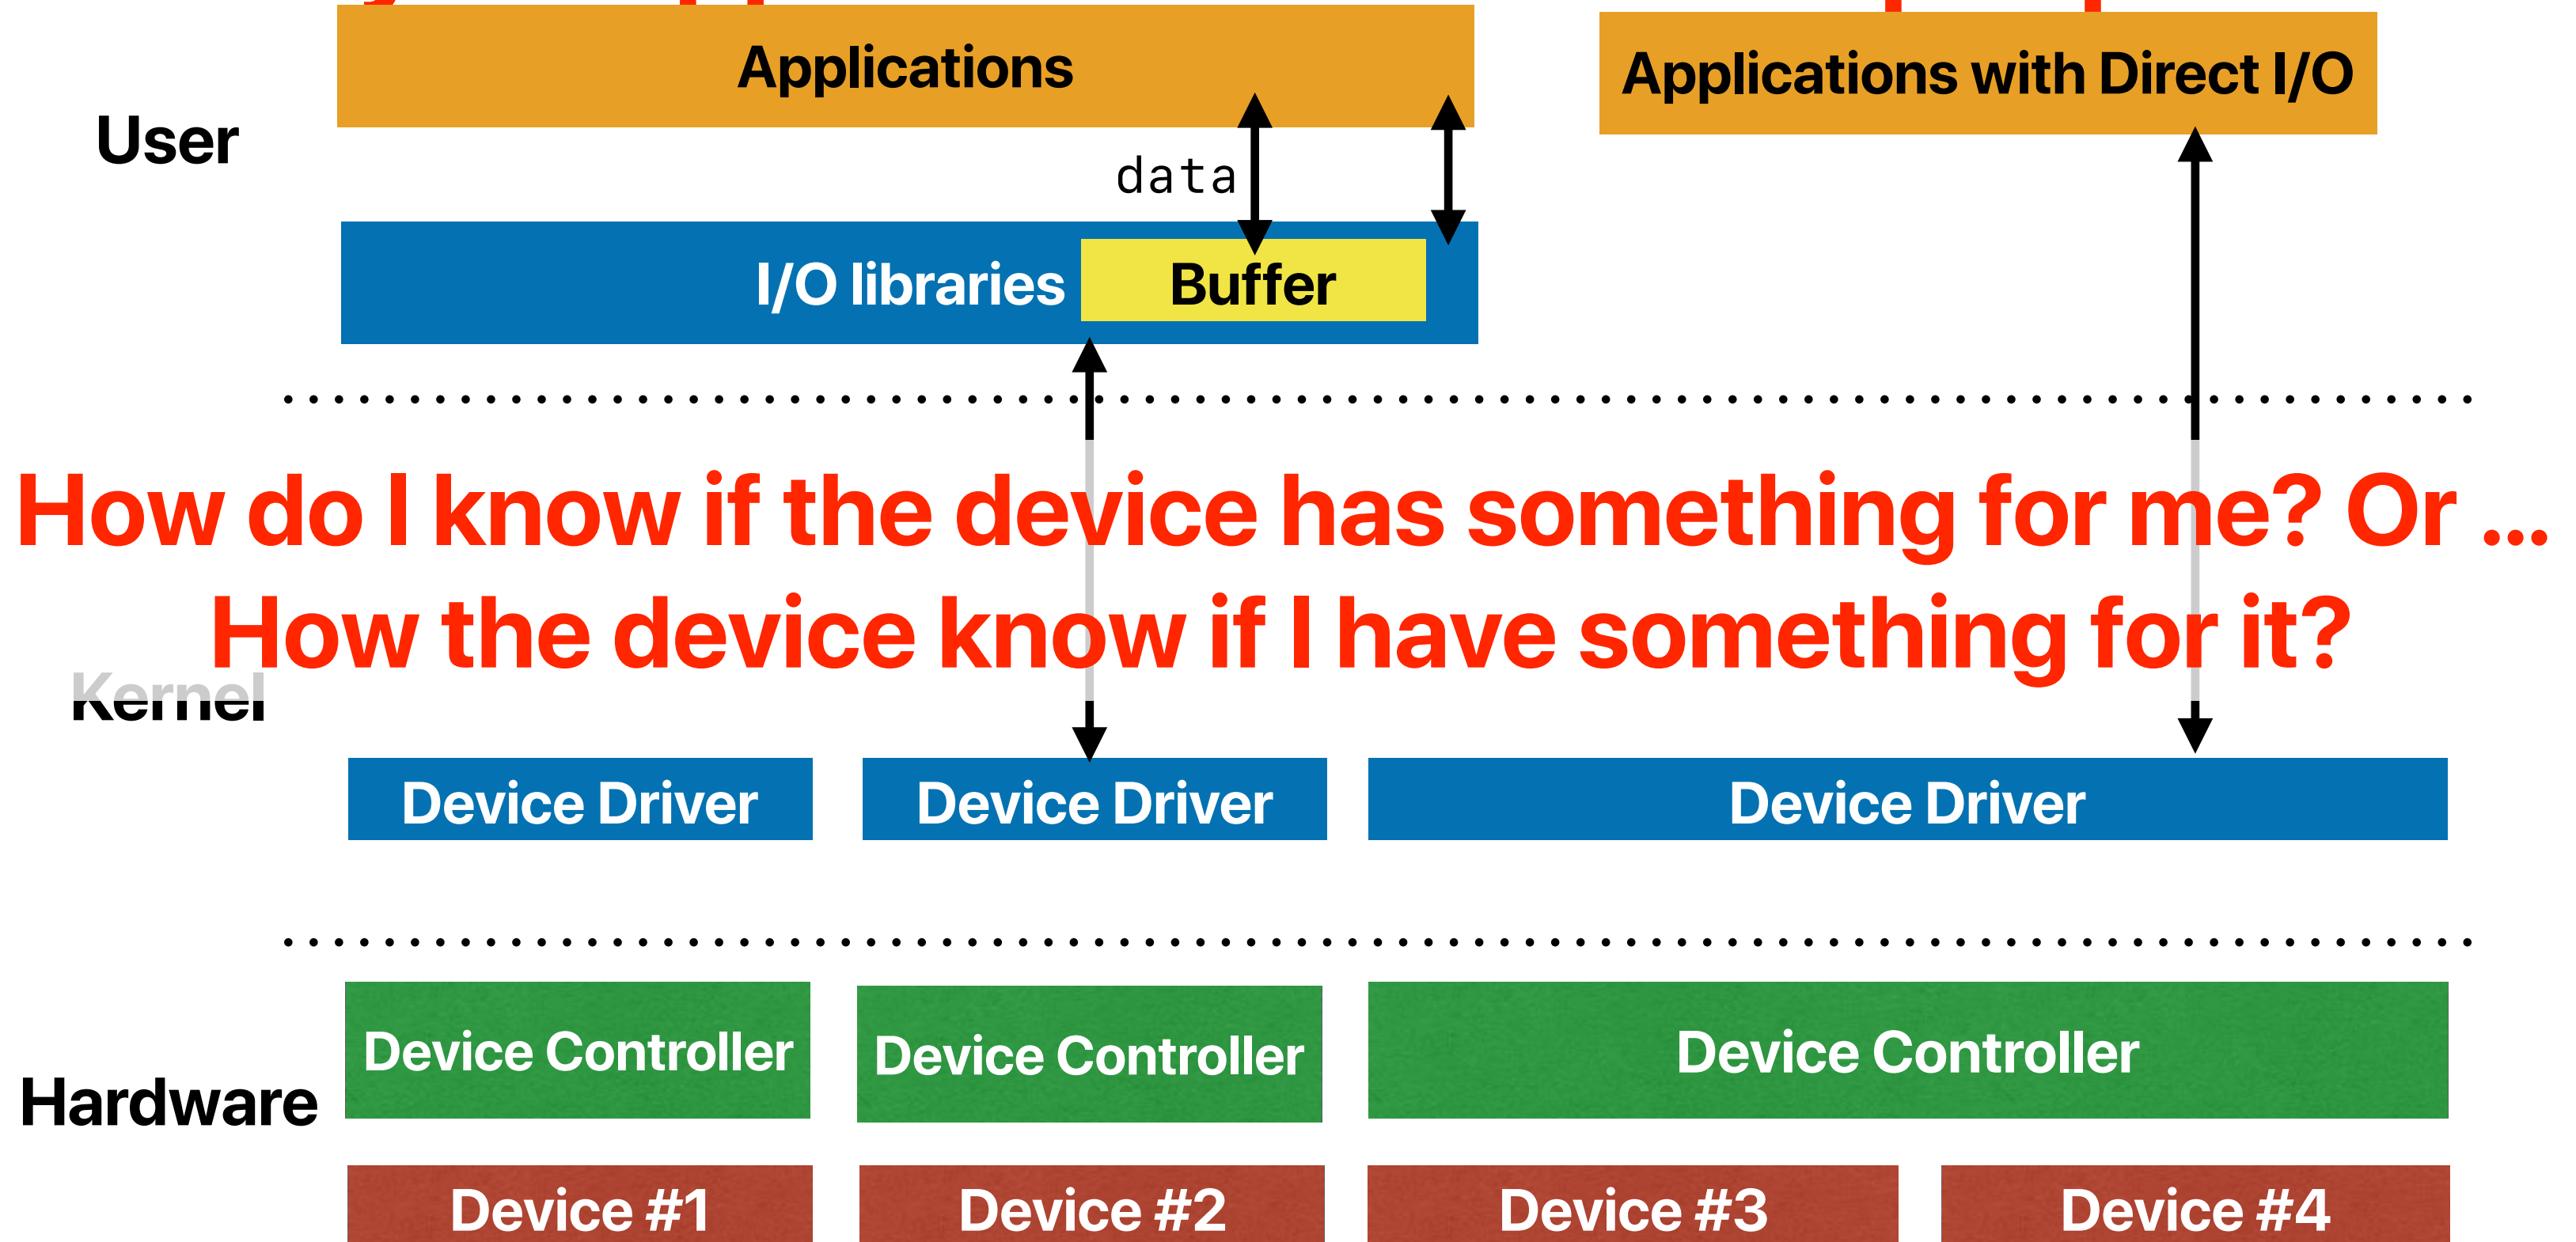 Applications
Applications with Direct I/O
User
data
I/O libraries
Buffer
How do I know if the device has something for me? Or ...
How the device know if I have something for it?
Kernel
Device Driver
Device Driver
Device Driver
Device Controller
Device Controller
Device Controller
Hardware
Device #1
Device #2
Device #3
Device #4